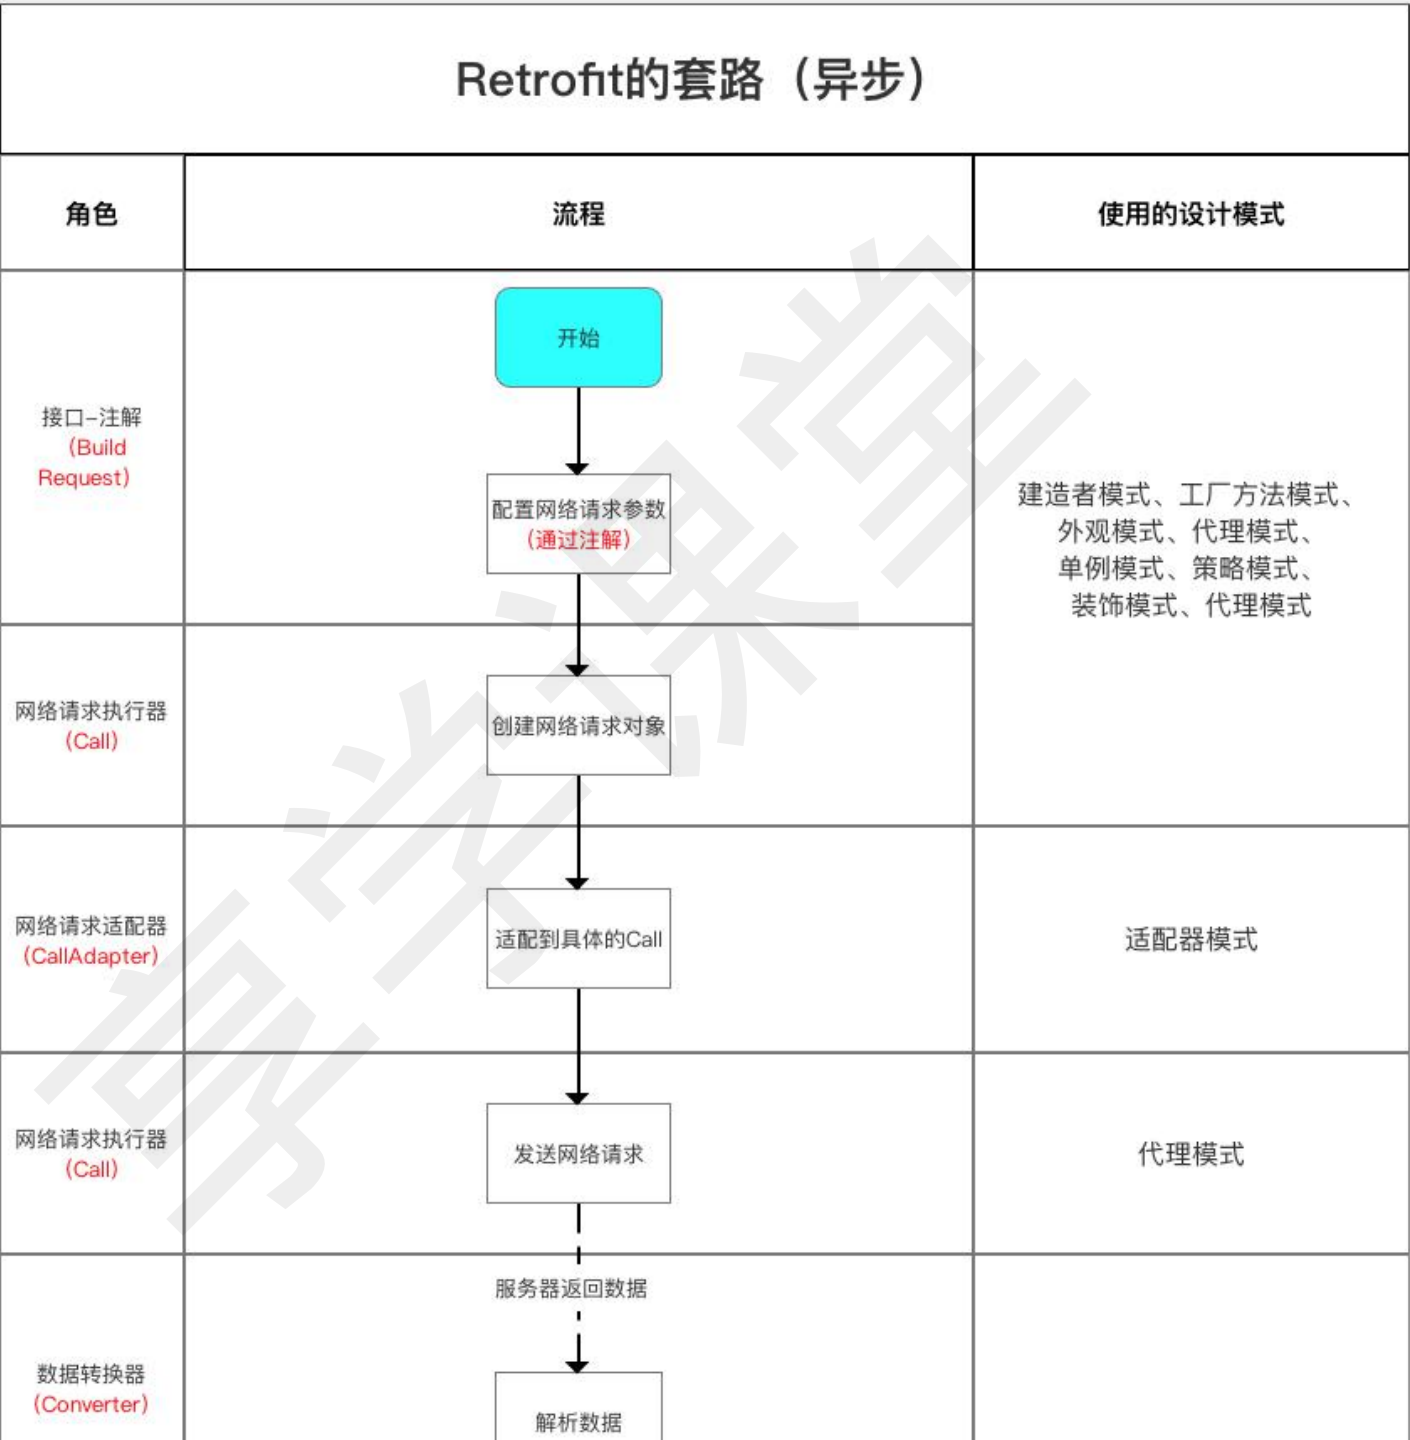 Retrofit的套路（异步）
角色
流程
使用的设计模式
开始
接口–注解
（Build
Request）
配置网络请求参数
（通过注解）
建造者模式、工厂方法模式、
外观模式、代理模式、
单例模式、策略模式、
装饰模式、代理模式
网络请求执行器
（Call）
创建网络请求对象
网络请求适配器
（CallAdapter）
适配到具体的Call
适配器模式
网络请求执行器
（Call）
发送网络请求
代理模式
服务器返回数据
数据转换器
（Converter）
解析数据
享学课堂